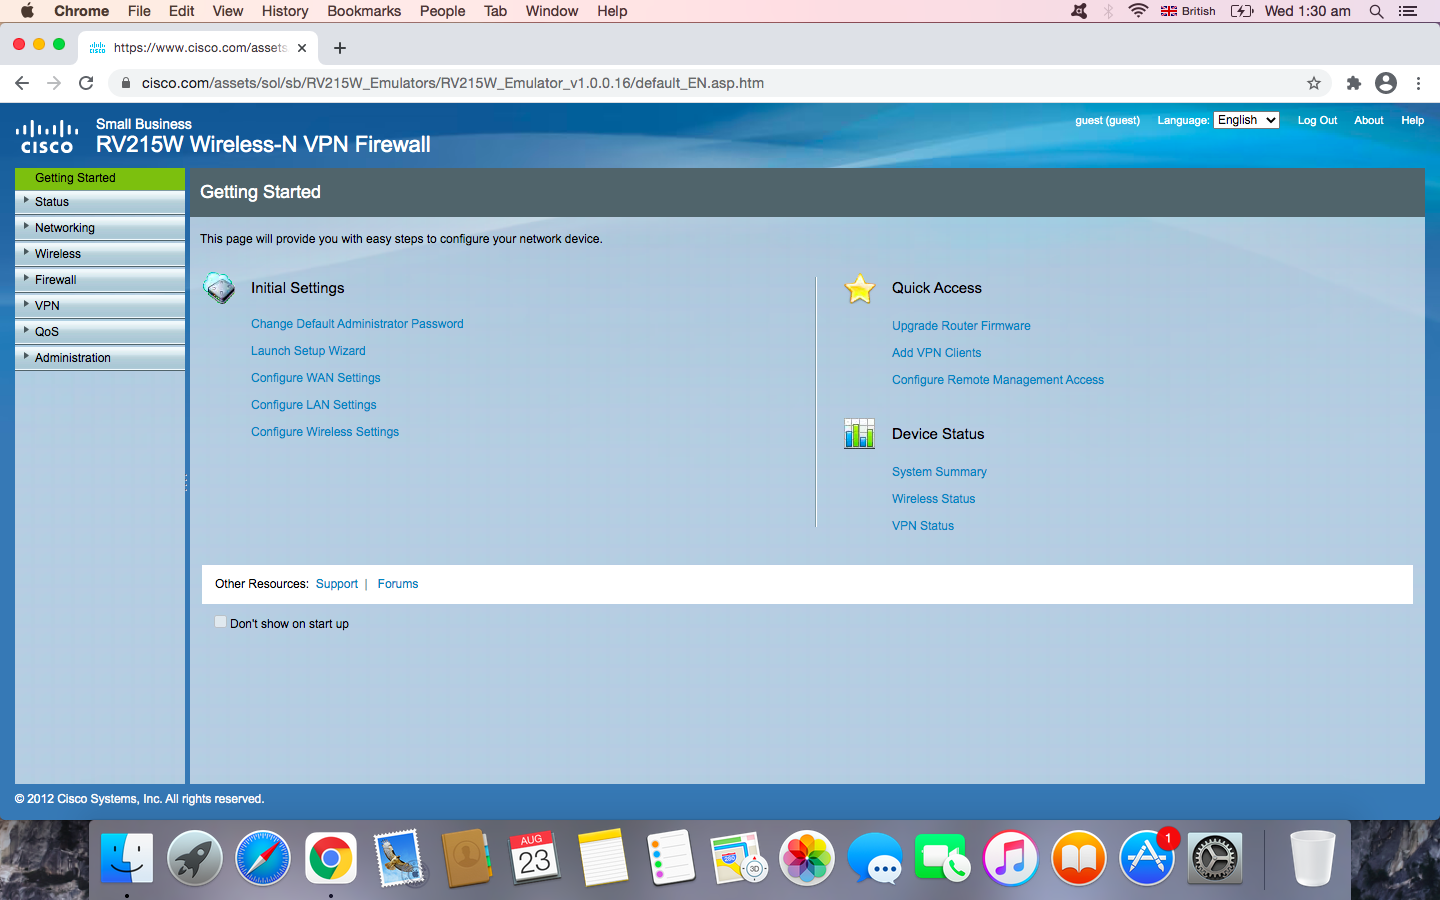 Chrome File Edit View History Bookmarks People Tab Window Help British Wed 1:30 am
https://www.cisco.com/assets
cisco.com/assets/sol/sb/RV215W_Emulators/RV215W_Emulator_v1.0.0.16/default_EN.asp.htm
cisco
Small Business
RV215W Wireless-N VPN Firewall
guest (guest) Language: English Log Out About Help
Getting Started
Status
Networking
Wireless
Firewall
VPN
QoS
Administration
Getting Started
This page will provide you with easy steps to configure your network device.
Initial Settings
Change Default Administrator Password
Launch Setup Wizard
Configure WAN Settings
Configure LAN Settings
Configure Wireless Settings
Quick Access
Upgrade Router Firmware
Add VPN Clients
Configure Remote Management Access
Device Status
System Summary
Wireless Status
VPN Status
Other Resources: Support | Forums
Don't show on start up
© 2012 Cisco Systems, Inc. All rights reserved.
AUG
23
280
3D
1